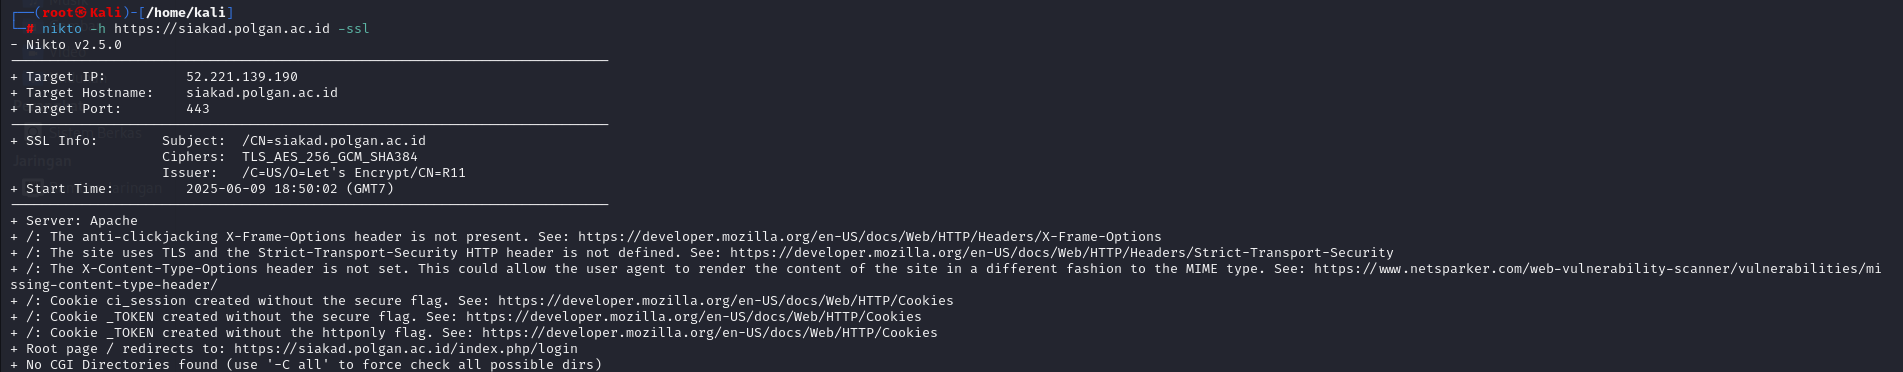 ┌──(root㉿Kali)-[/home/kali]
└─# nikto -h https://siakad.polgan.ac.id -ssl
- Nikto v2.5.0
---------------------------------------------------------------------------
+ Target IP:          52.221.139.190
+ Target Hostname:    siakad.polgan.ac.id
+ Target Port:        443
---------------------------------------------------------------------------
+ SSL Info:        Subject:  /CN=siakad.polgan.ac.id
                   Ciphers:  TLS_AES_256_GCM_SHA384
                   Issuer:   /C=US/O=Let's Encrypt/CN=R11
+ Start Time:         2025-06-09 18:50:02 (GMT7)
---------------------------------------------------------------------------
+ Server: Apache
+ /: The anti-clickjacking X-Frame-Options header is not present. See: https://developer.mozilla.org/en-US/docs/Web/HTTP/Headers/X-Frame-Options
+ /: The site uses TLS and the Strict-Transport-Security HTTP header is not defined. See: https://developer.mozilla.org/en-US/docs/Web/HTTP/Headers/Strict-Transport-Security
+ /: The X-Content-Type-Options header is not set. This could allow the user agent to render the content of the site in a different fashion to the MIME type. See: https://www.netsparker.com/web-vulnerability-scanner/vulnerabilities/mi
ssing-content-type-header/
+ /: Cookie ci_session created without the secure flag. See: https://developer.mozilla.org/en-US/docs/Web/HTTP/Cookies
+ /: Cookie _TOKEN created without the secure flag. See: https://developer.mozilla.org/en-US/docs/Web/HTTP/Cookies
+ /: Cookie _TOKEN created without the httponly flag. See: https://developer.mozilla.org/en-US/docs/Web/HTTP/Cookies
+ Root page / redirects to: https://siakad.polgan.ac.id/index.php/login
+ No CGI Directories found (use '-C all' to force check all possible dirs)